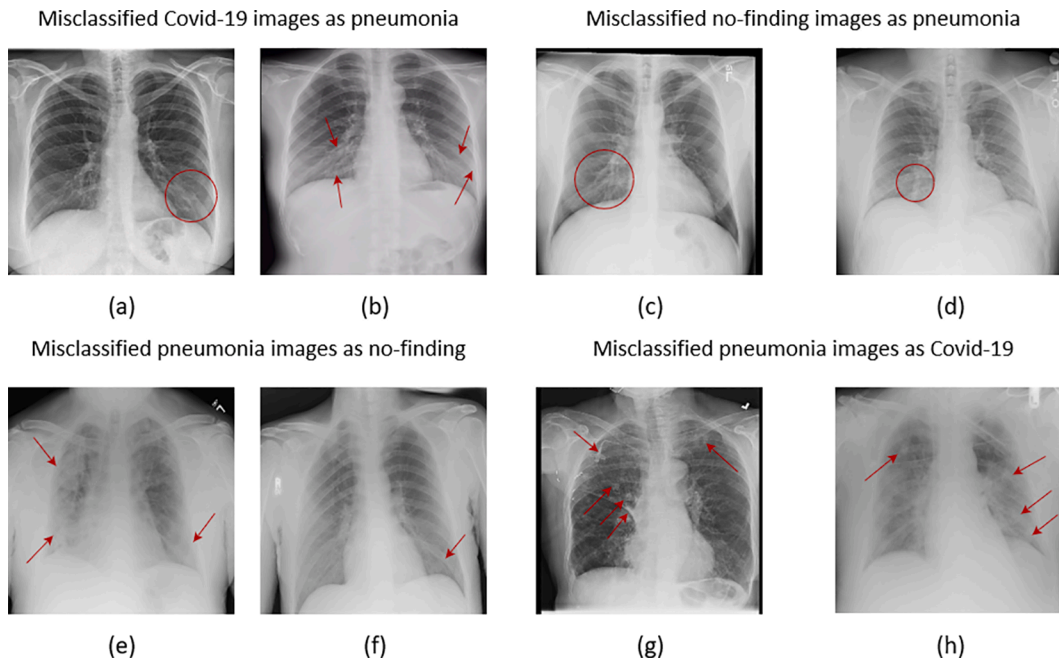 Misclassified Covid-19 images as pneumonia
Misclassified no-finding images as pneumonia
(a)
(b)
(c)
(d)
Misclassified pneumonia images as no-finding
Misclassified pneumonia images as Covid-19
(e)
(f)
(g)
(h)